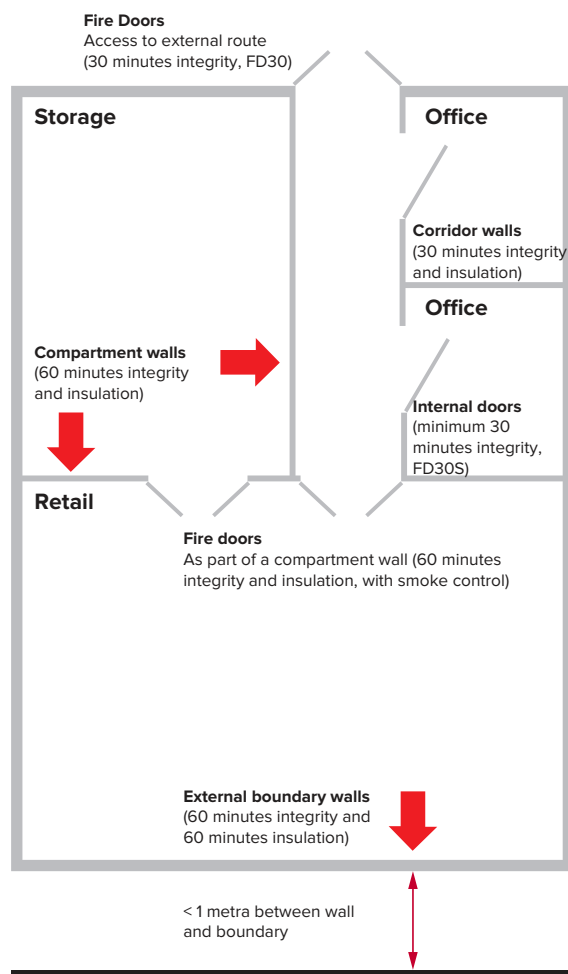 Fire Doors
Access to external route
(30 minutes integrity, FD30)
Storage
Office
Corridor walls
(30 minutes integrity
and insulation)
Office
Compartment walls
(60 minutes integrity
and insulation)
Internal doors
(minimum 30
minutes integrity,
FD30S)
Retail
Fire doors
As part of a compartment wall (60 minutes
integrity and insulation, with smoke control)
External boundary walls
(60 minutes integrity and
60 minutes insulation)
< 1 metra between wall
and boundary